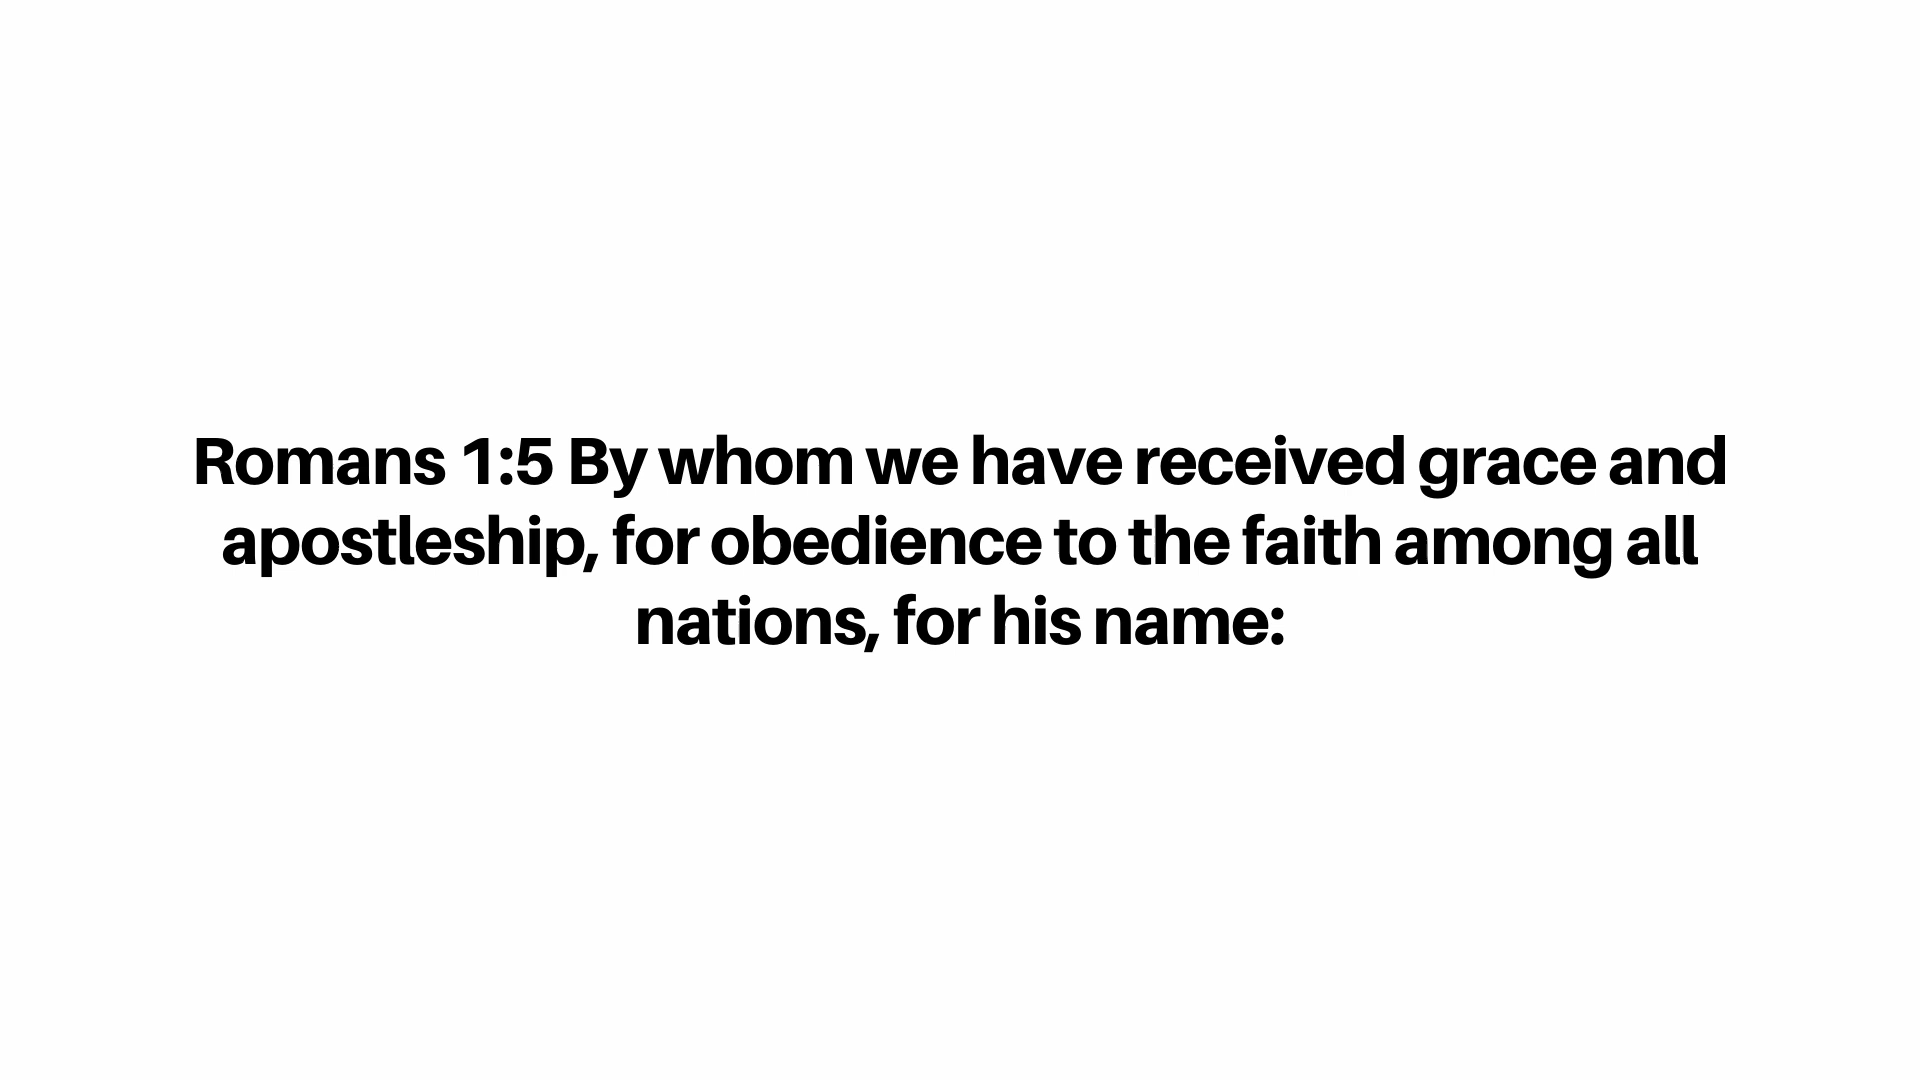 Romans 1:5 By whom we have received grace and
apostleship, for obedience to the faith among all
nations, for his name: